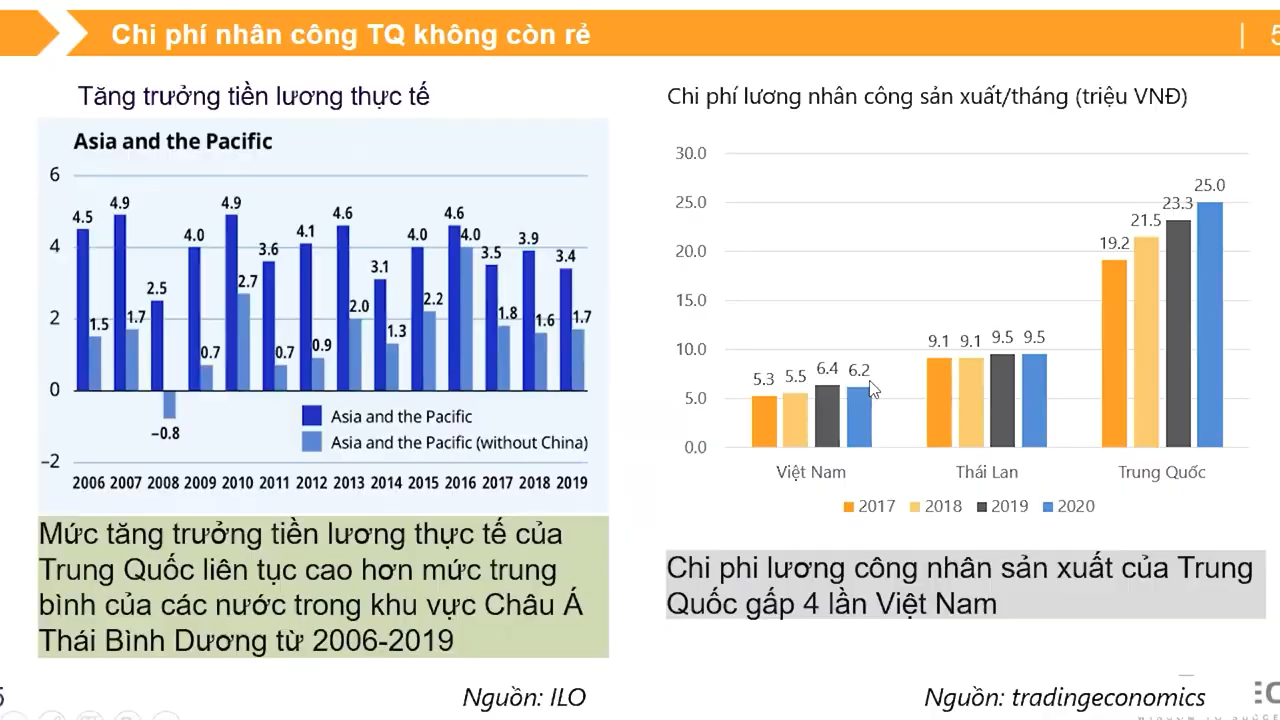 Chi phí nhân công TQ không còn rẻ
| 5
Tăng trưởng tiền lương thực tế
Asia and the Pacific
6
4
2
0
–2
4.5 4.9 2.5 4.0 4.9 3.6 4.1 4.6 3.1 4.0 4.6 3.5 3.9 3.4
1.5 1.7 –0.8 0.7 2.7 0.7 0.9 2.0 1.3 2.2 4.0 1.8 1.6 1.7
Asia and the Pacific
Asia and the Pacific (without China)
2006 2007 2008 2009 2010 2011 2012 2013 2014 2015 2016 2017 2018 2019
Mức tăng trưởng tiền lương thực tế của
Trung Quốc liên tục cao hơn mức trung
bình của các nước trong khu vực Châu Á
Thái Bình Dương từ 2006-2019
Nguồn: ILO
Chi phí lương nhân công sản xuất/tháng (triệu VNĐ)
30.0
25.0
20.0
15.0
10.0
5.0
0.0
5.3 5.5 6.4 6.2
9.1 9.1 9.5 9.5
19.2 21.5 23.3 25.0
Việt Nam Thái Lan Trung Quốc
2017 2018 2019 2020
Chi phi lương công nhân sản xuất của Trung
Quốc gấp 4 lần Việt Nam
Nguồn: tradingeconomics
5